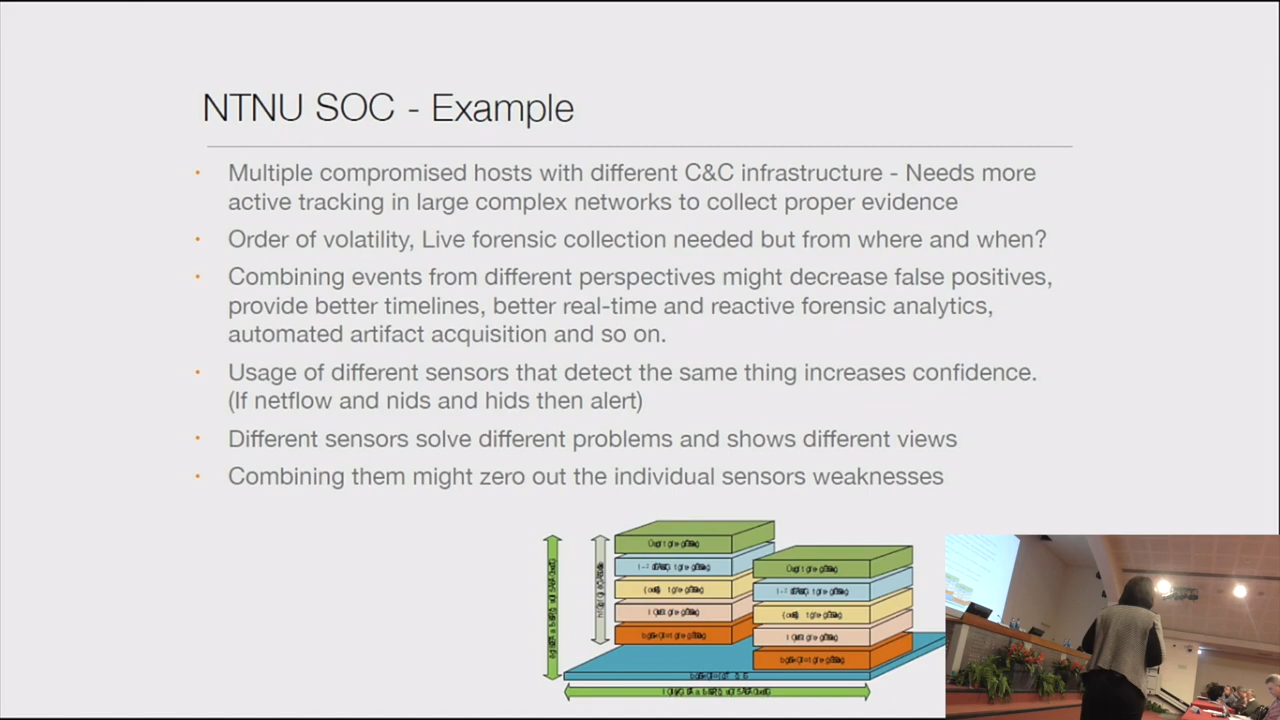 NTNU SOC - Example
Multiple compromised hosts with different C&C infrastructure - Needs more
active tracking in large complex networks to collect proper evidence
Order of volatility, Live forensic collection needed but from where and when?
Combining events from different perspectives might decrease false positives,
provide better timelines, better real-time and reactive forensic analytics,
automated artifact acquisition and so on.
Usage of different sensors that detect the same thing increases confidence.
(If netflow and nids and hids then alert)
Different sensors solve different problems and shows different views
Combining them might zero out the individual sensors weaknesses